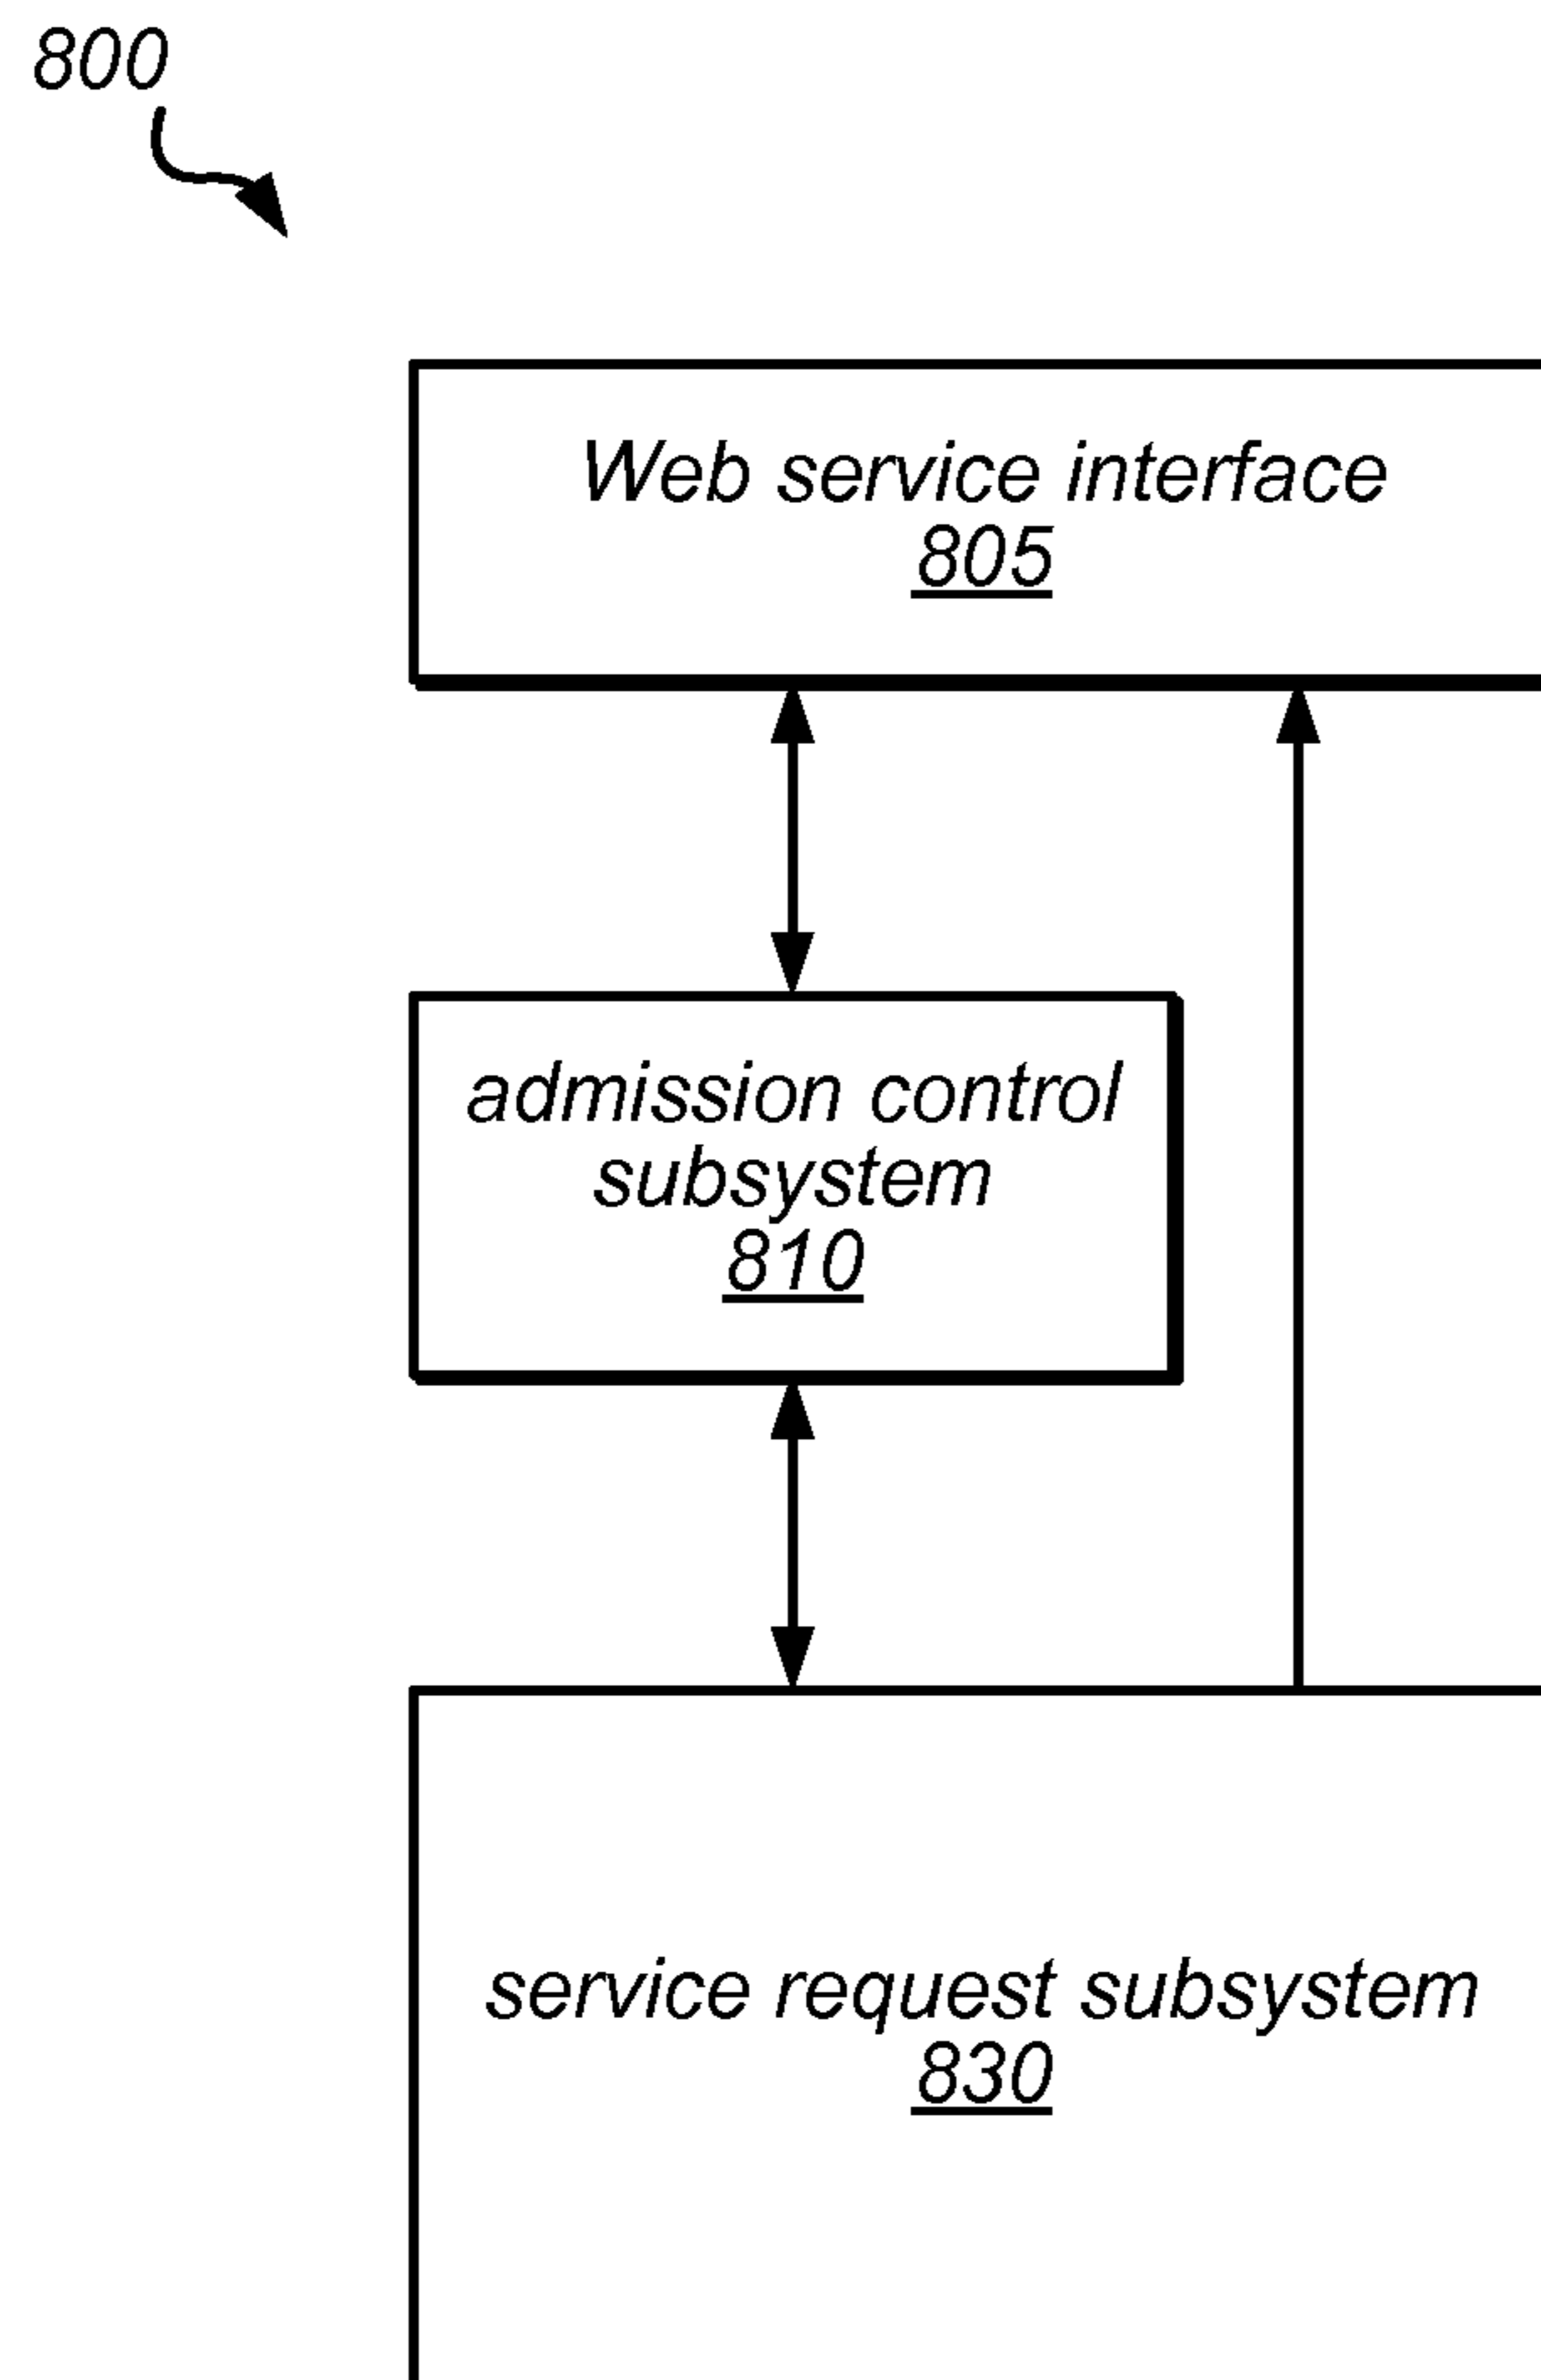 800
Web service interface
805
admission control
subsystem
810
service request subsystem
830